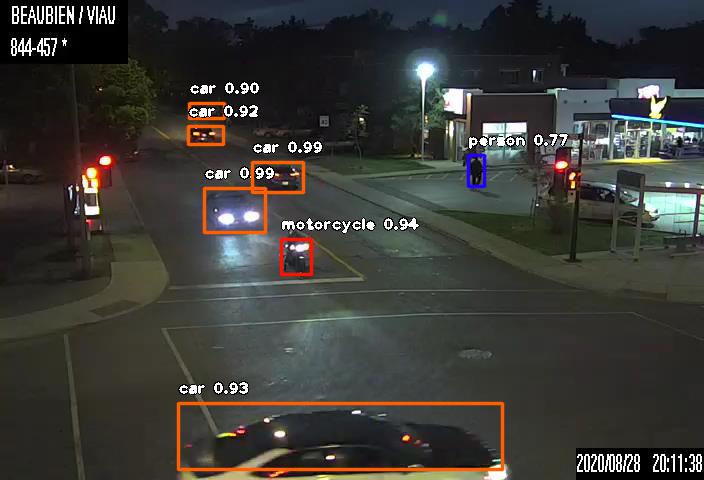 BEAUBIEN / VIAU
844-457 *
car 0.90
car 0.92
car 0.99
person 0.77
car 0.99
motorcycle 0.94
car 0.93
2020/08/28 20:11:38